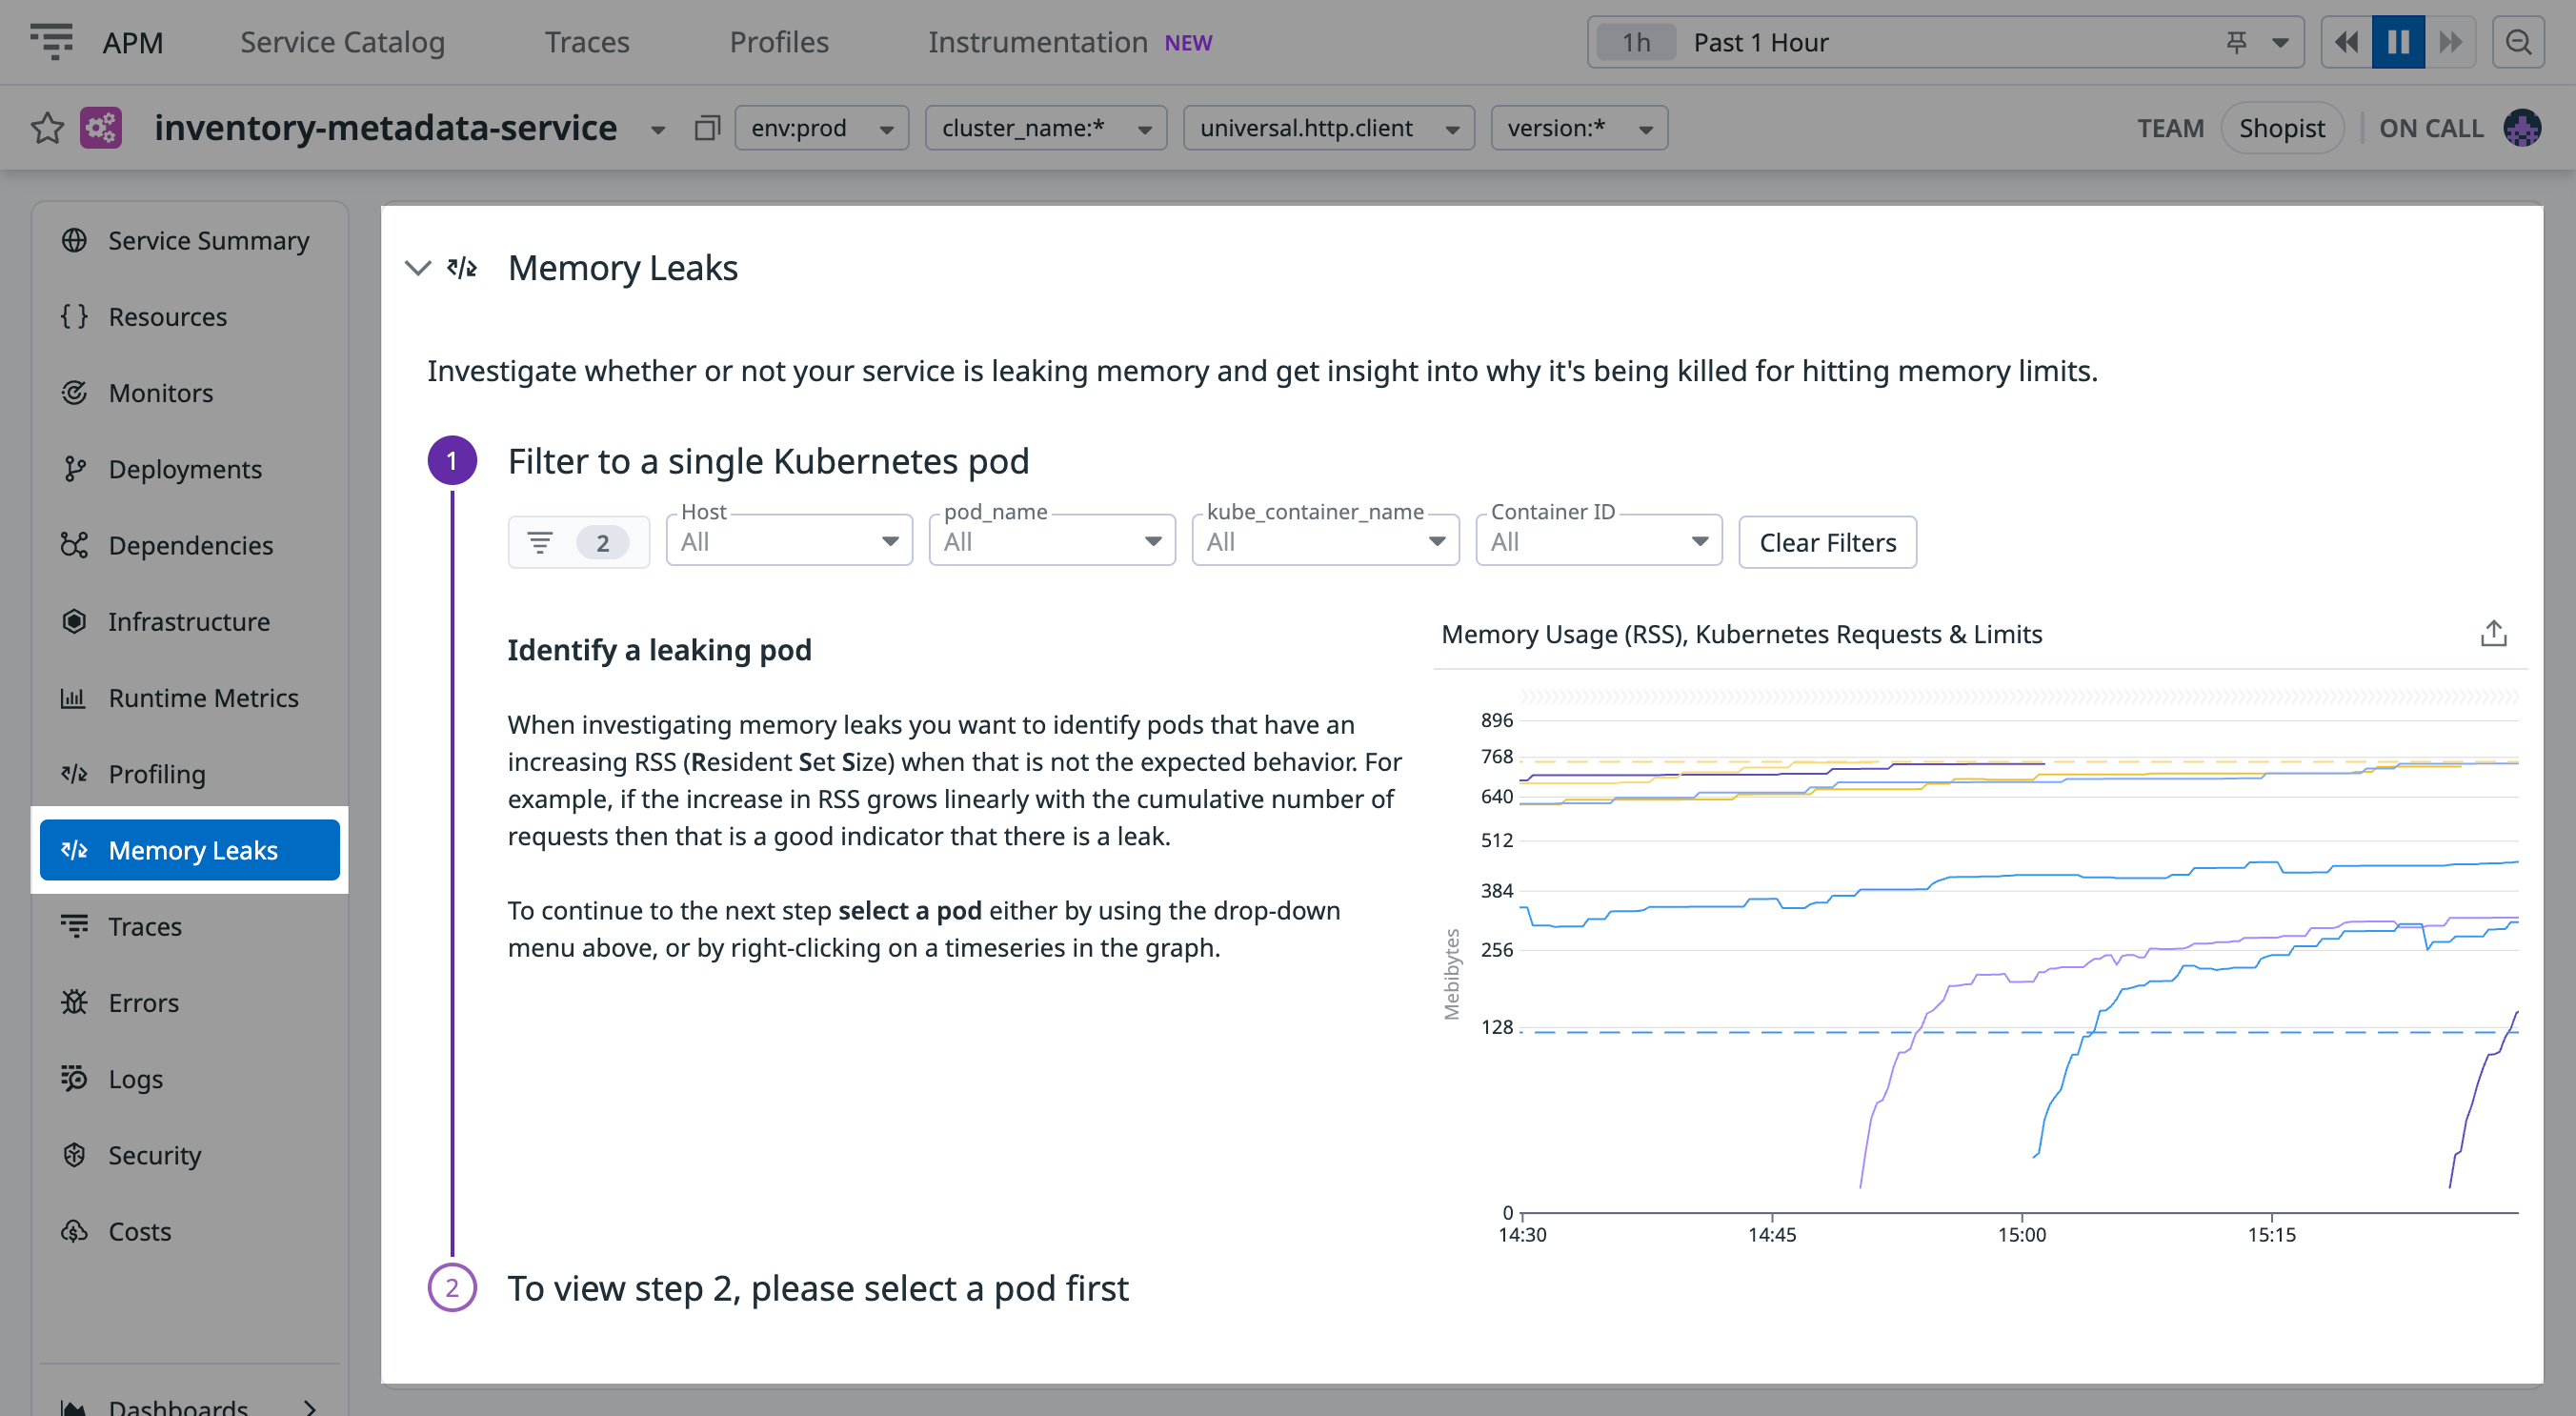 APM Service Catalog Traces Profiles Instrumentation NEW 1h Past 1 Hour
inventory-metadata-service env:prod cluster_name:* universal.http.client version:* TEAM Shopist ON CALL
Service Summary
Resources
Monitors
Deployments
Dependencies
Infrastructure
Runtime Metrics
Profiling
Memory Leaks
Traces
Errors
Logs
Security
Costs
Dashboards
Memory Leaks
Investigate whether or not your service is leaking memory and get insight into why it's being killed for hitting memory limits.
1 Filter to a single Kubernetes pod
2
Host
All
pod_name
All
kube_container_name
All
Container ID
All
Clear Filters
Identify a leaking pod
When investigating memory leaks you want to identify pods that have an
increasing RSS (Resident Set Size) when that is not the expected behavior. For
example, if the increase in RSS grows linearly with the cumulative number of
requests then that is a good indicator that there is a leak.
To continue to the next step select a pod either by using the drop-down
menu above, or by right-clicking on a timeseries in the graph.
Memory Usage (RSS), Kubernetes Requests & Limits
Mebibytes
896
768
640
512
384
256
128
0
14:30 14:45 15:00 15:15
2 To view step 2, please select a pod first